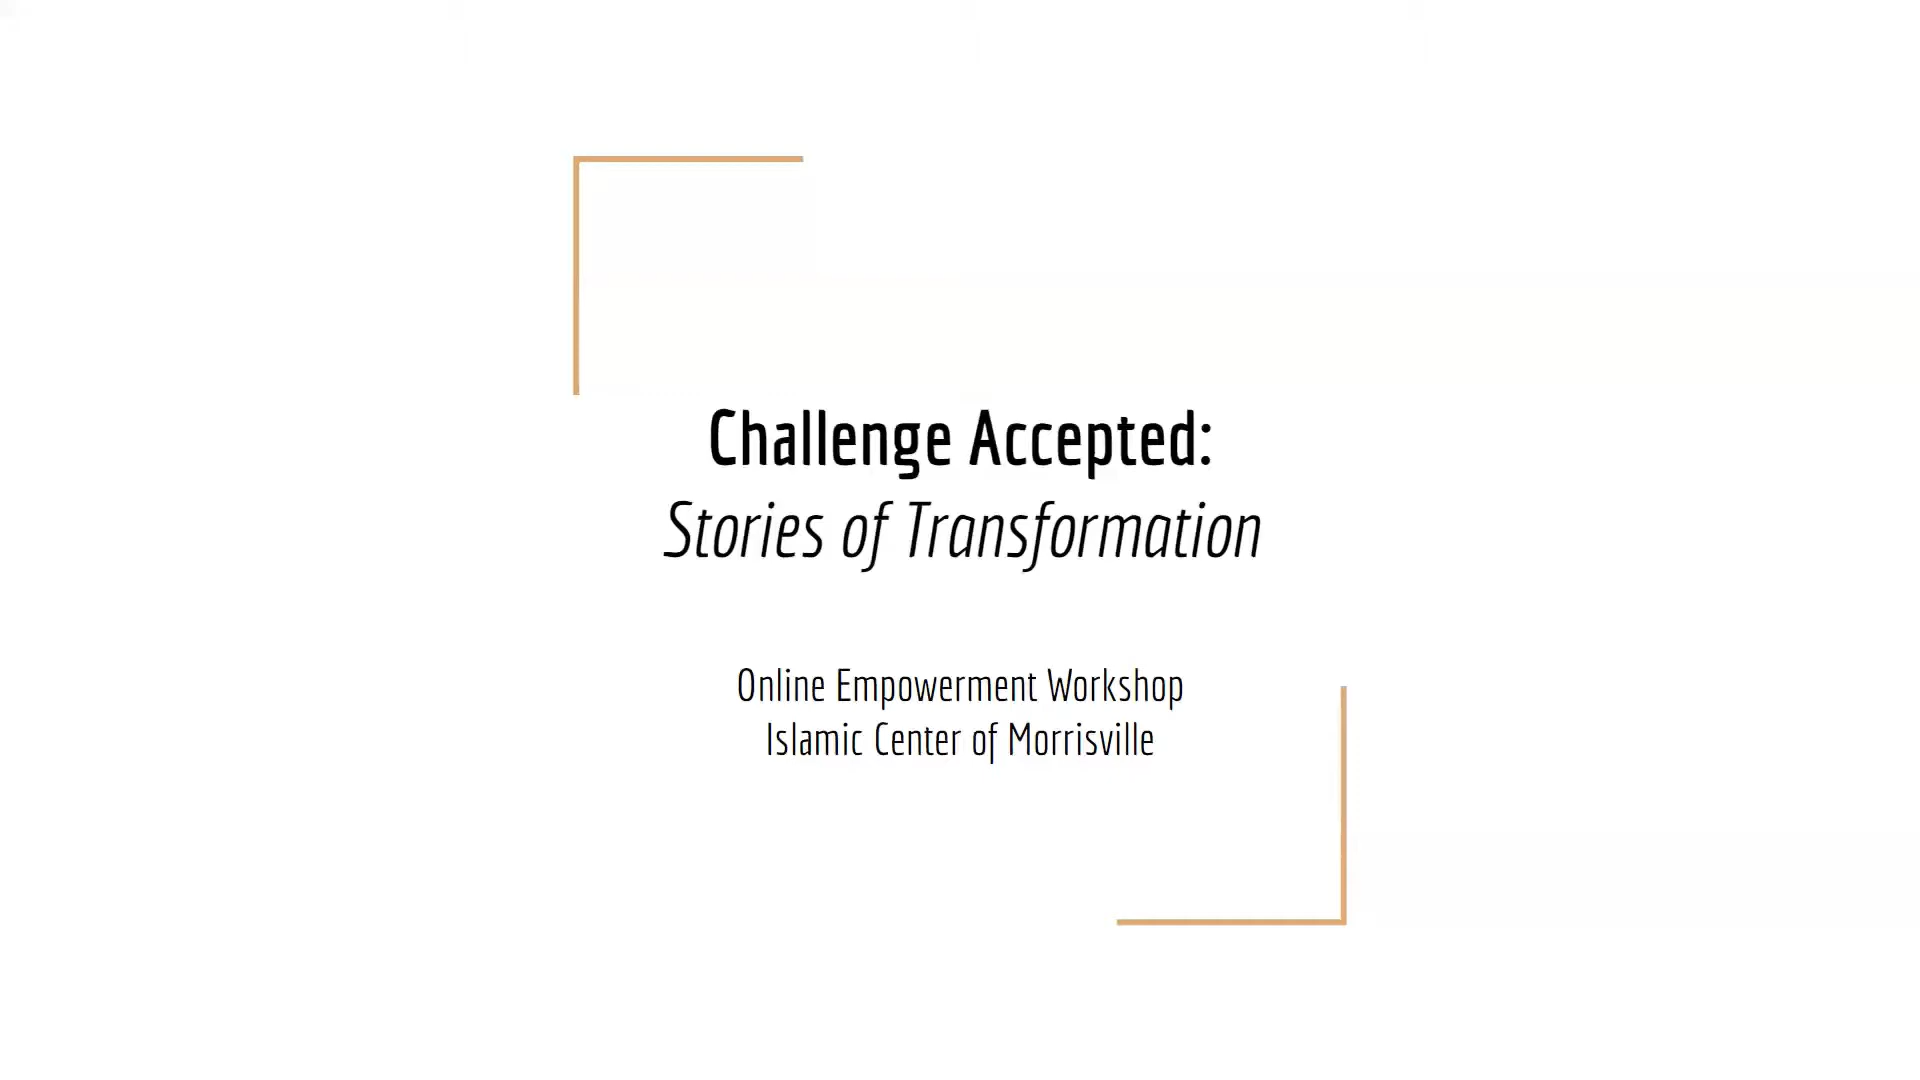 Challenge Accepted:
Stories of Transformation
Online Empowerment Workshop
Islamic Center of Morrisville